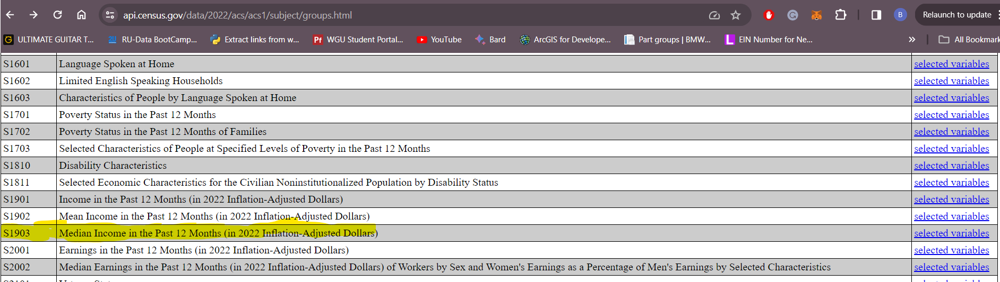 api.census.gov/data/2022/acs/acs1/subject/groups.html
B
Relaunch to update
G
ULTIMATE GUITAR T...
2U
RU-Data BootCamp...
Extract links from w...
Pf
WGU Student Portal...
YouTube
Bard
ArcGIS for Develope...
Part groups | BMW...
L
EIN Number for Ne...
»
All Bookmark
S1601 Language Spoken at Home selected variables
S1602 Limited English Speaking Households selected variables
S1603 Characteristics of People by Language Spoken at Home selected variables
S1701 Poverty Status in the Past 12 Months selected variables
S1702 Poverty Status in the Past 12 Months of Families selected variables
S1703 Selected Characteristics of People at Specified Levels of Poverty in the Past 12 Months selected variables
S1810 Disability Characteristics selected variables
S1811 Selected Economic Characteristics for the Civilian Noninstitutionalized Population by Disability Status selected variables
S1901 Income in the Past 12 Months (in 2022 Inflation-Adjusted Dollars) selected variables
S1902 Mean Income in the Past 12 Months (in 2022 Inflation-Adjusted Dollars) selected variables
S1903 Median Income in the Past 12 Months (in 2022 Inflation-Adjusted Dollars) selected variables
S2001 Earnings in the Past 12 Months (in 2022 Inflation-Adjusted Dollars) selected variables
S2002 Median Earnings in the Past 12 Months (in 2022 Inflation-Adjusted Dollars) of Workers by Sex and Women's Earnings as a Percentage of Men's Earnings by Selected Characteristics selected variables